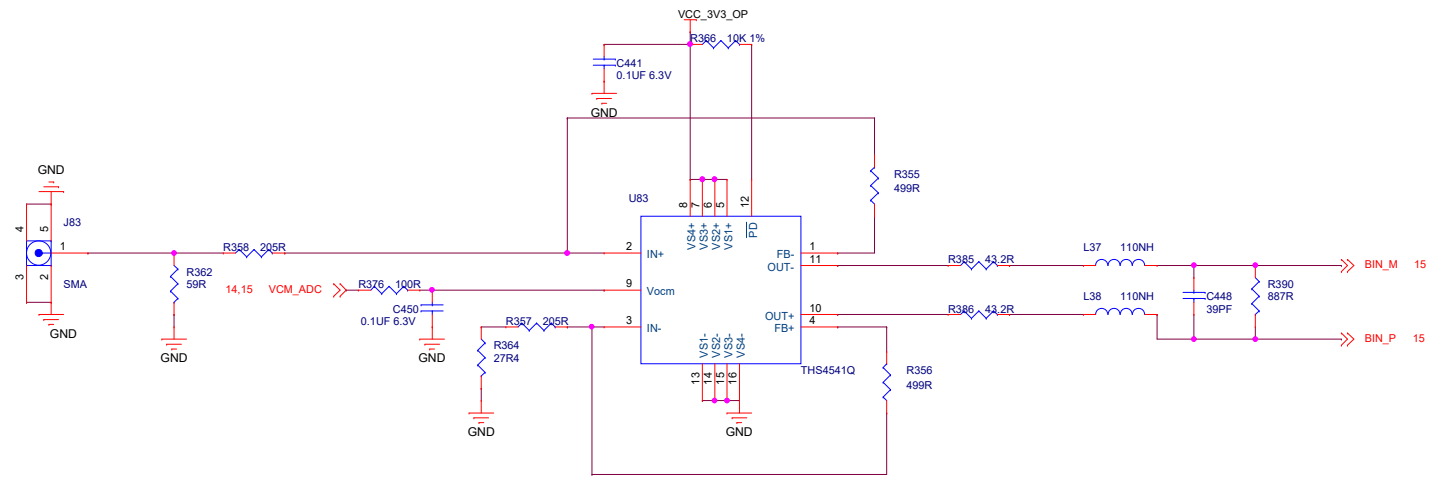 VCC_3V3_OP
R366 10K 1%
C441
0.1UF 6.3V
GND
GND
4
5
J83
1
3
2
SMA
GND
R358 205R
R362
59R
GND
14,15 VCM_ADC
R376 100R
C450
0.1UF 6.3V
GND
R357 205R
R364
27R4
GND
U83
8
7
6
5
12
VS4+
VS3+
VS2+
VS1+
PD
2 IN+
9 Vocm
3 IN-
FB- 1
OUT- 11
OUT+ 10
FB+ 4
VS1-
VS2-
VS3-
VS4-
13
14
15
16
THS4541Q
GND
R355
499R
R356
499R
R385 43.2R
L37 110NH
R386 43.2R
L38 110NH
C448
39PF
R390
887R
BIN_M 15
BIN_P 15